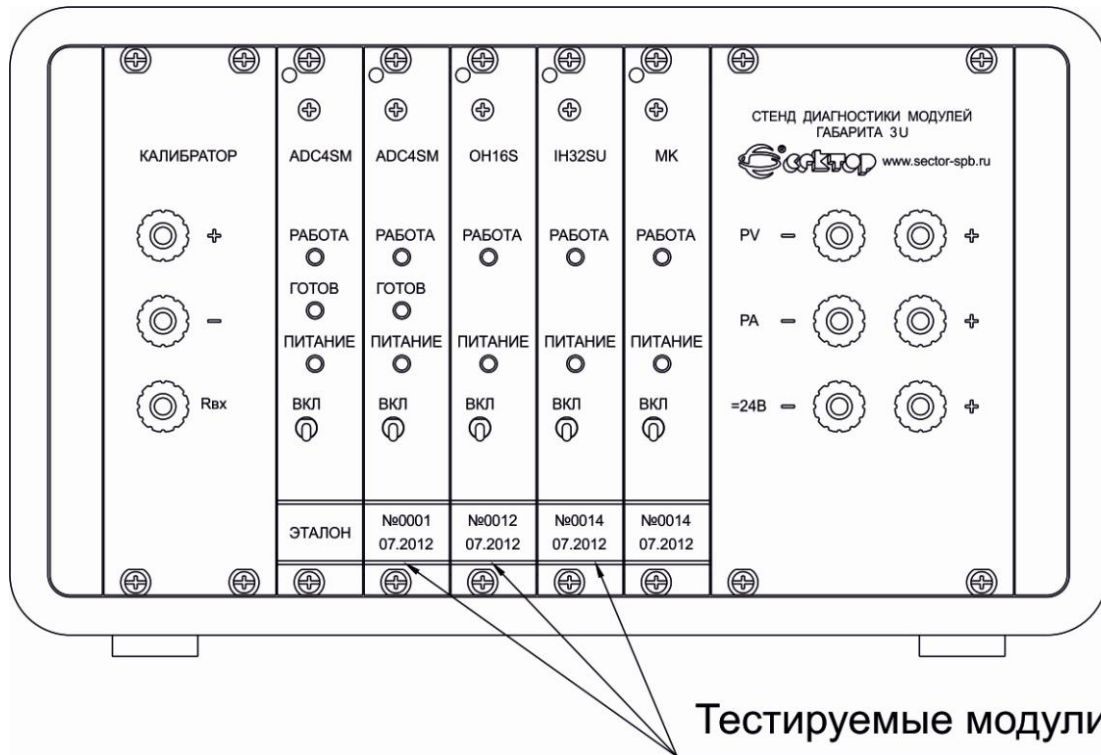 КАЛИБРАТОР
+
−
Rвх
ADC4SM
РАБОТА
ГОТОВ
ПИТАНИЕ
ВКЛ
ЭТАЛОН
ADC4SM
РАБОТА
ГОТОВ
ПИТАНИЕ
ВКЛ
№0001
07.2012
OH16S
РАБОТА
ПИТАНИЕ
ВКЛ
№0012
07.2012
IH32SU
РАБОТА
ПИТАНИЕ
ВКЛ
№0014
07.2012
МК
РАБОТА
ПИТАНИЕ
ВКЛ
№0014
07.2012
СТЕНД ДИАГНОСТИКИ МОДУЛЕЙ
ГАБАРИТА 3U
® сектор www.sector-spb.ru
PV − +
PA − +
=24В − +
Тестируемые модули